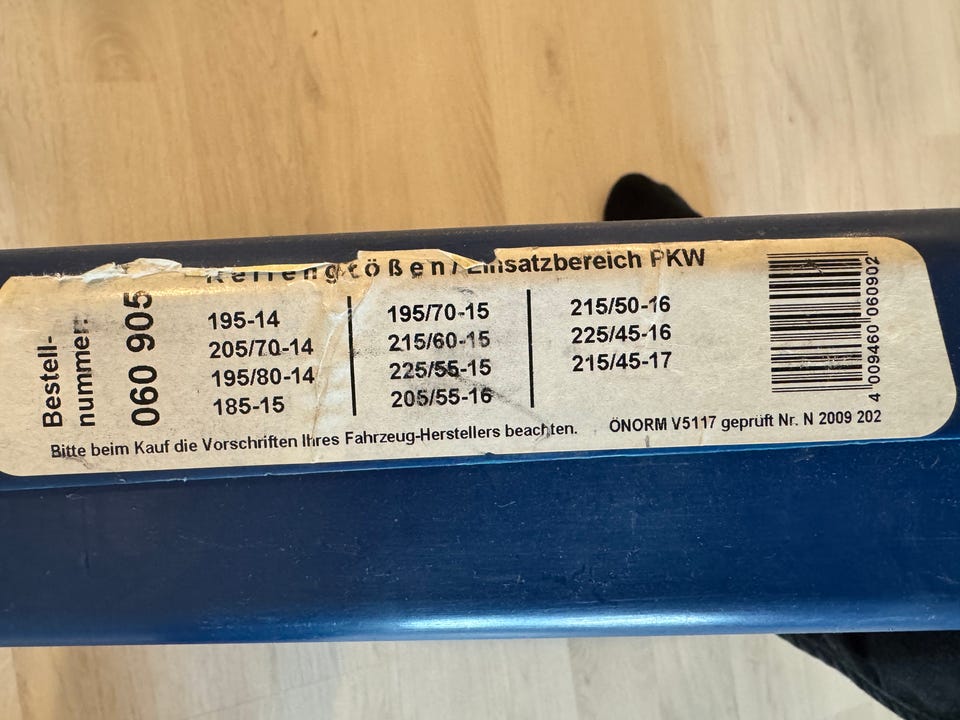 Bestell-
nummer:
060 905
Reifengrößen/Einsatzbereich PKW
195-14
205/70-14
195/80-14
185-15
195/70-15
215/60-15
225/55-15
205/55-16
215/50-16
225/45-16
215/45-17
4 009460 060902
Bitte beim Kauf die Vorschriften Ihres Fahrzeug-Herstellers beachten.
ÖNORM V5117 geprüft Nr. N 2009 202